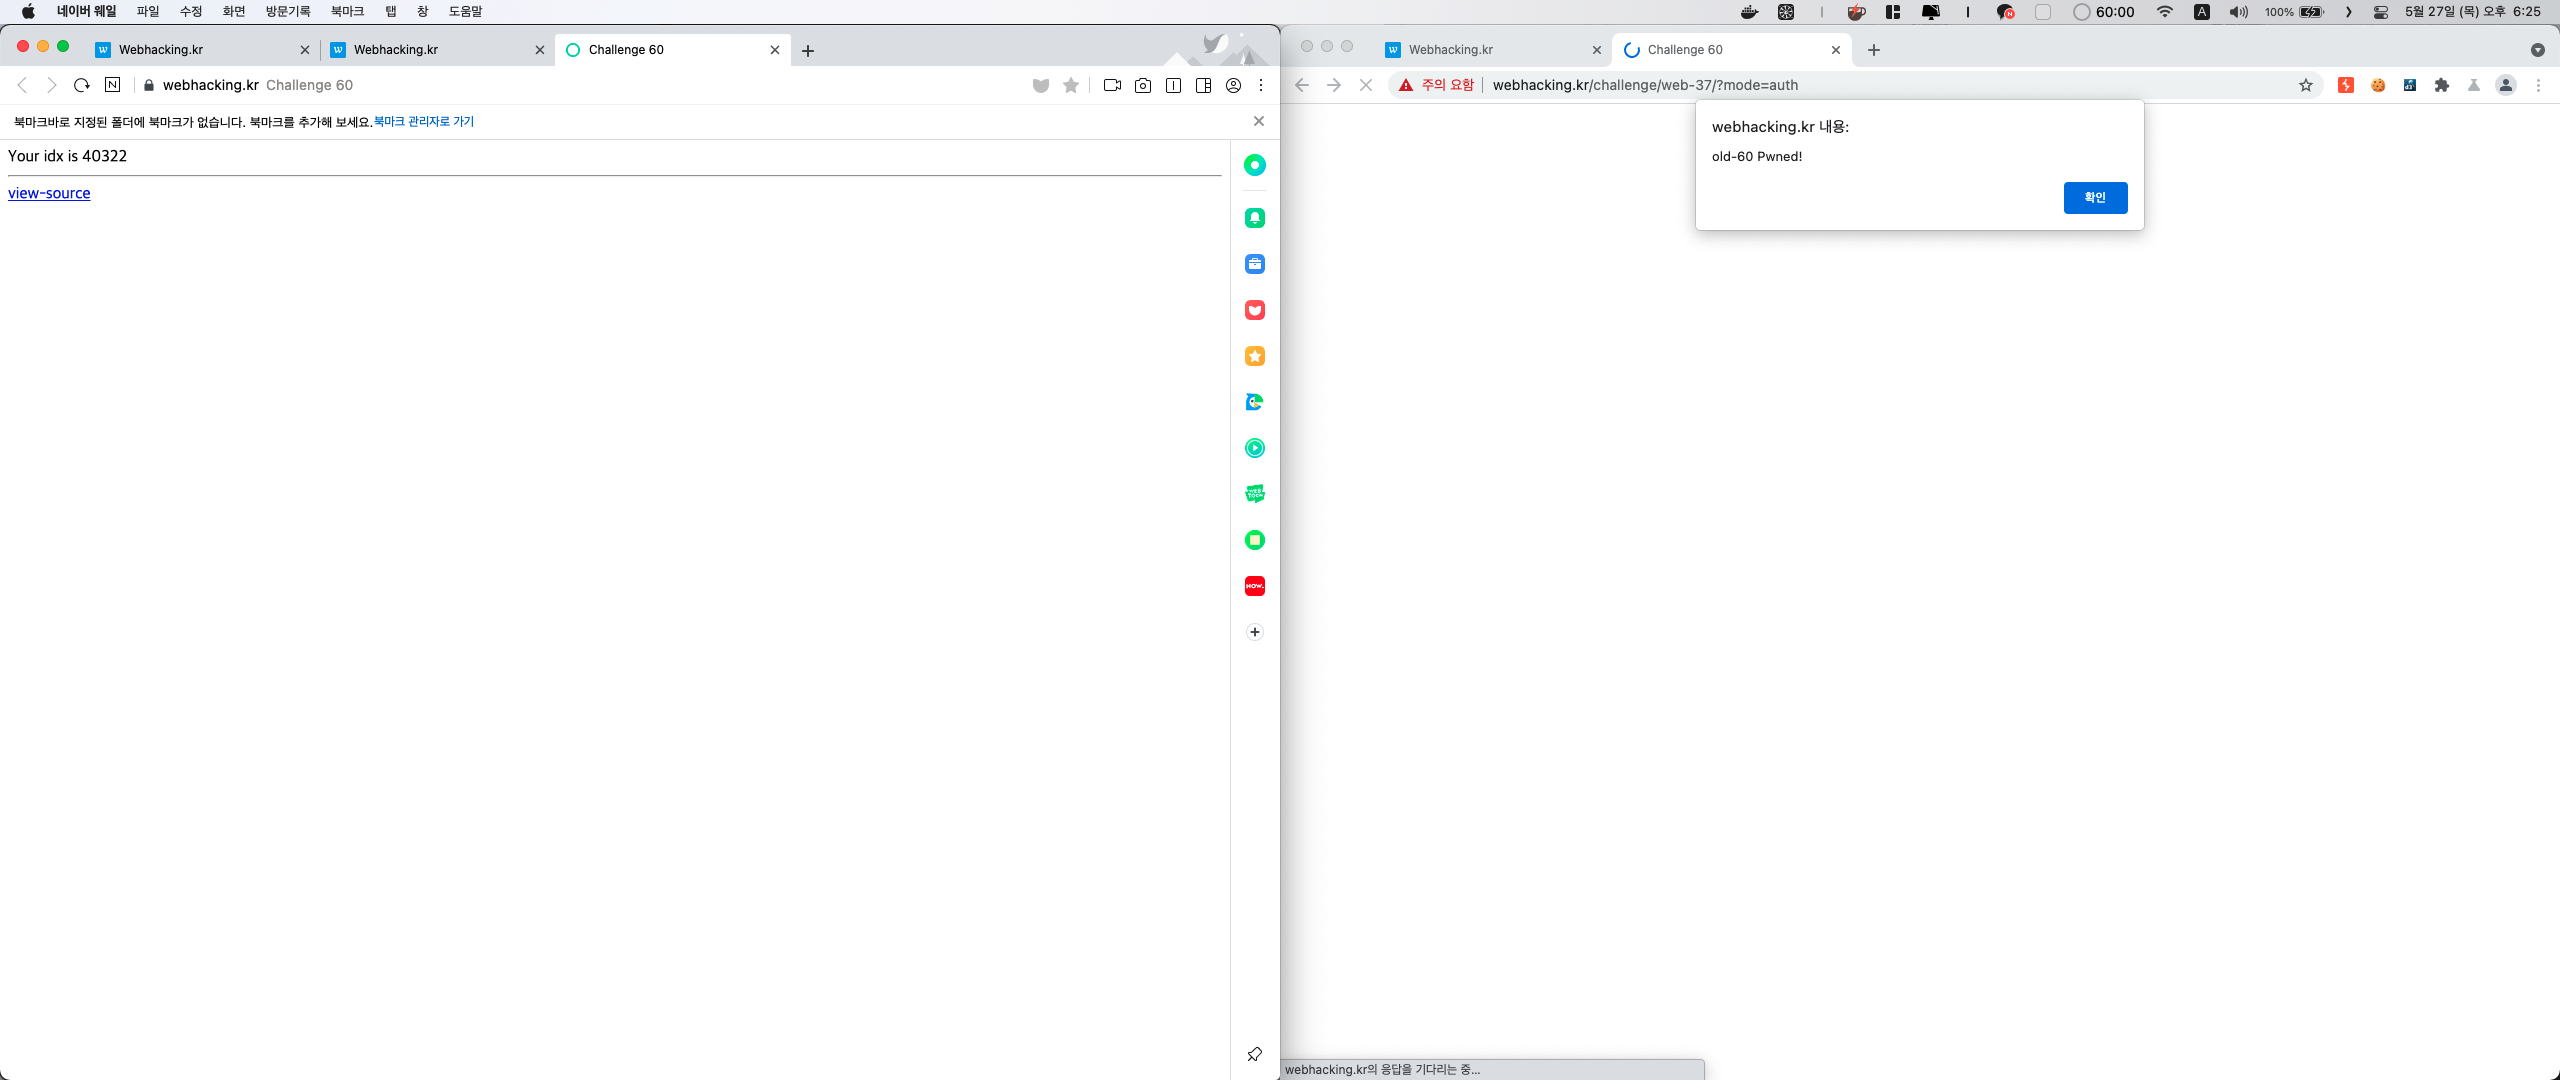 네이버 웨일 파일 수정 화면 방문기록 북마크 탭 창 도움말 60:00 A 100% 5월 27일 (목) 오후 6:25
Webhacking.kr Webhacking.kr Challenge 60
webhacking.kr Challenge 60
북마크바로 지정된 폴더에 북마크가 없습니다. 북마크를 추가해 보세요.북마크 관리자로 가기
Your idx is 40322
view-source
NOW.
Webhacking.kr Challenge 60
주의 요함 webhacking.kr/challenge/web-37/?mode=auth
webhacking.kr 내용:
old-60 Pwned!
확인
webhacking.kr의 응답을 기다리는 중...